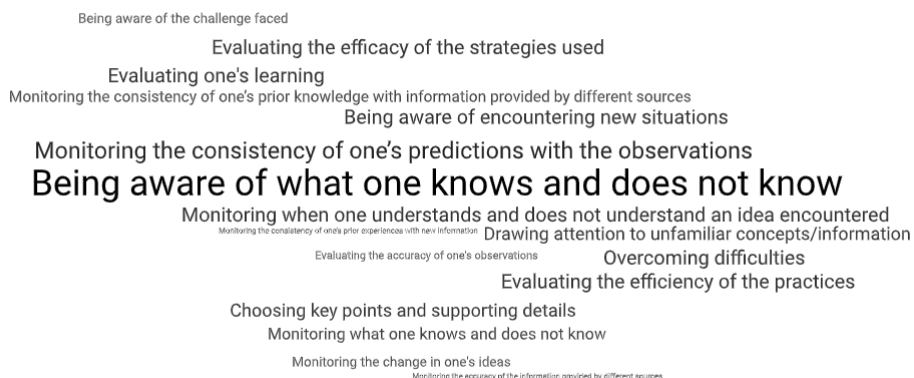 Being aware of the challenge faced
Evaluating the efficacy of the strategies used
Evaluating one's learning
Monitoring the consistency of one’s prior knowledge with information provided by different sources
Being aware of encountering new situations
Monitoring the consistency of one’s predictions with the observations
Being aware of what one knows and does not know
Monitoring when one understands and does not understand an idea encountered
Monitoring the consistency of one's prior experiences with new information
Drawing attention to unfamiliar concepts/information
Evaluating the accuracy of one's observations
Overcoming difficulties
Evaluating the efficiency of the practices
Choosing key points and supporting details
Monitoring what one knows and does not know
Monitoring the change in one's ideas
Monitoring the accuracy of the information provided by different sources